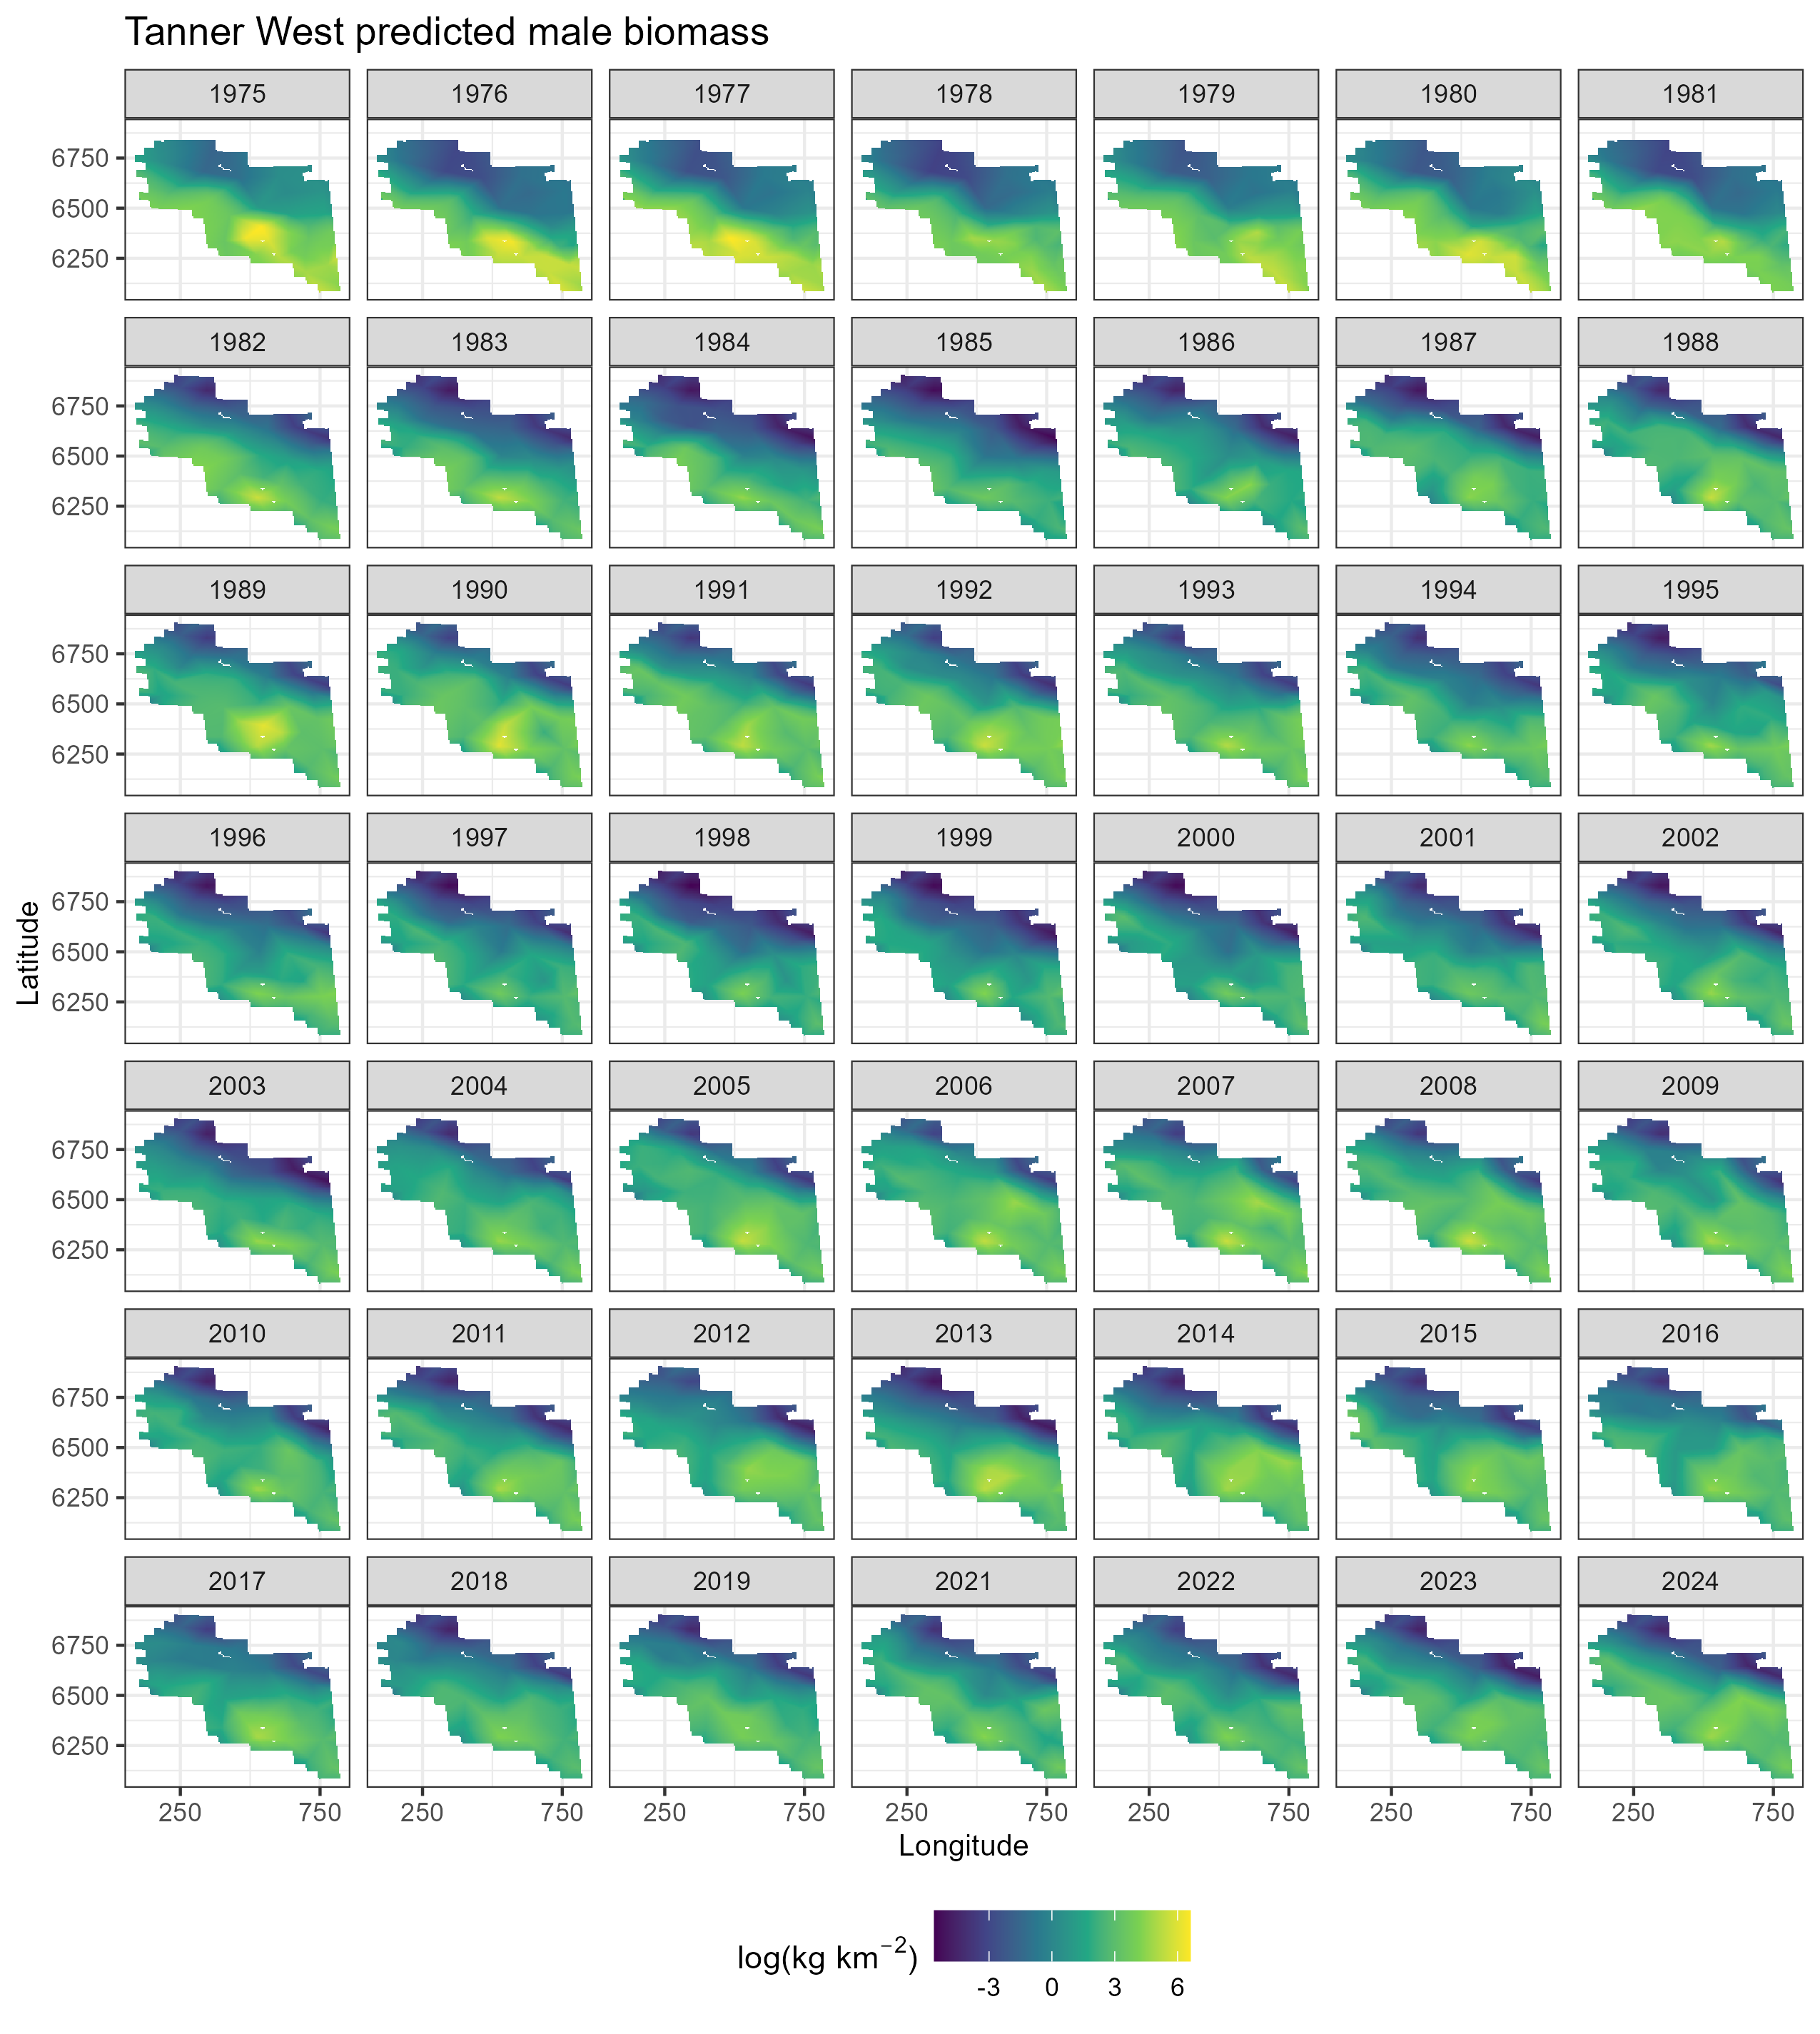 Tanner West predicted male biomass
1975 1976 1977 1978 1979 1980 1981
6750
6500
6250
1982 1983 1984 1985 1986 1987 1988
6750
6500
6250
1989 1990 1991 1992 1993 1994 1995
6750
6500
6250
1996 1997 1998 1999 2000 2001 2002
6750
6500
6250
Latitude
2003 2004 2005 2006 2007 2008 2009
6750
6500
6250
2010 2011 2012 2013 2014 2015 2016
6750
6500
6250
2017 2018 2019 2021 2022 2023 2024
6750
6500
6250
250 750 250 750 250 750 250 750 250 750 250 750 250 750
Longitude
log(kg km⁻²)
-3 0 3 6